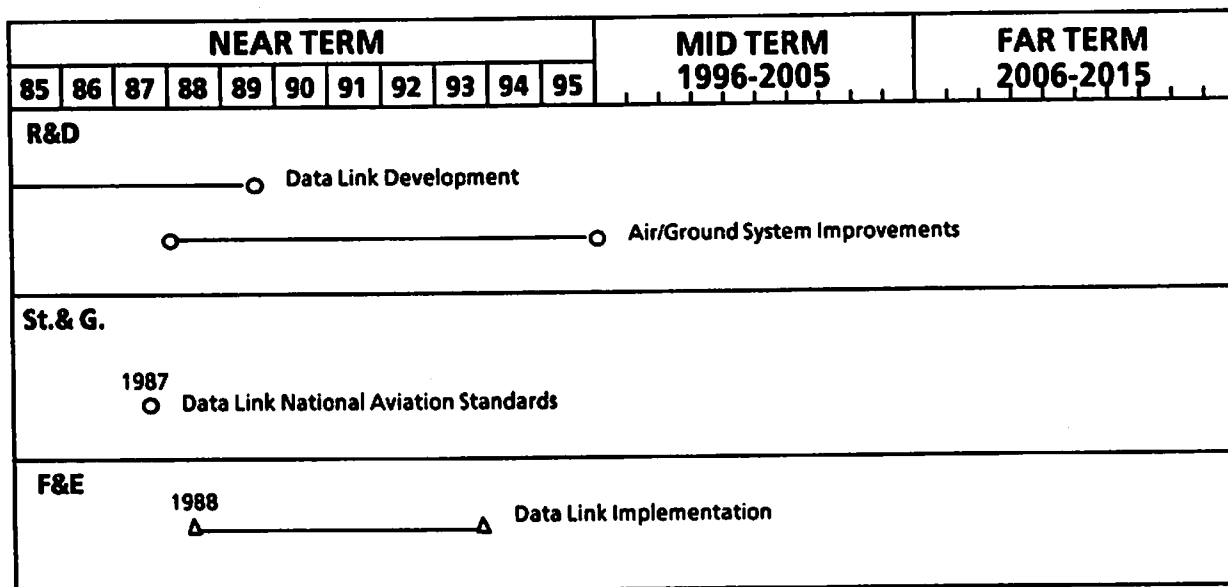 NEAR TERM
MID TERM
FAR TERM
85 86 87 88 89 90 91 92 93 94 95
1996-2005
2006-2015
R&D
Data Link Development
Air/Ground System Improvements
St.& G.
1987
Data Link National Aviation Standards
F&E
1988
Data Link Implementation